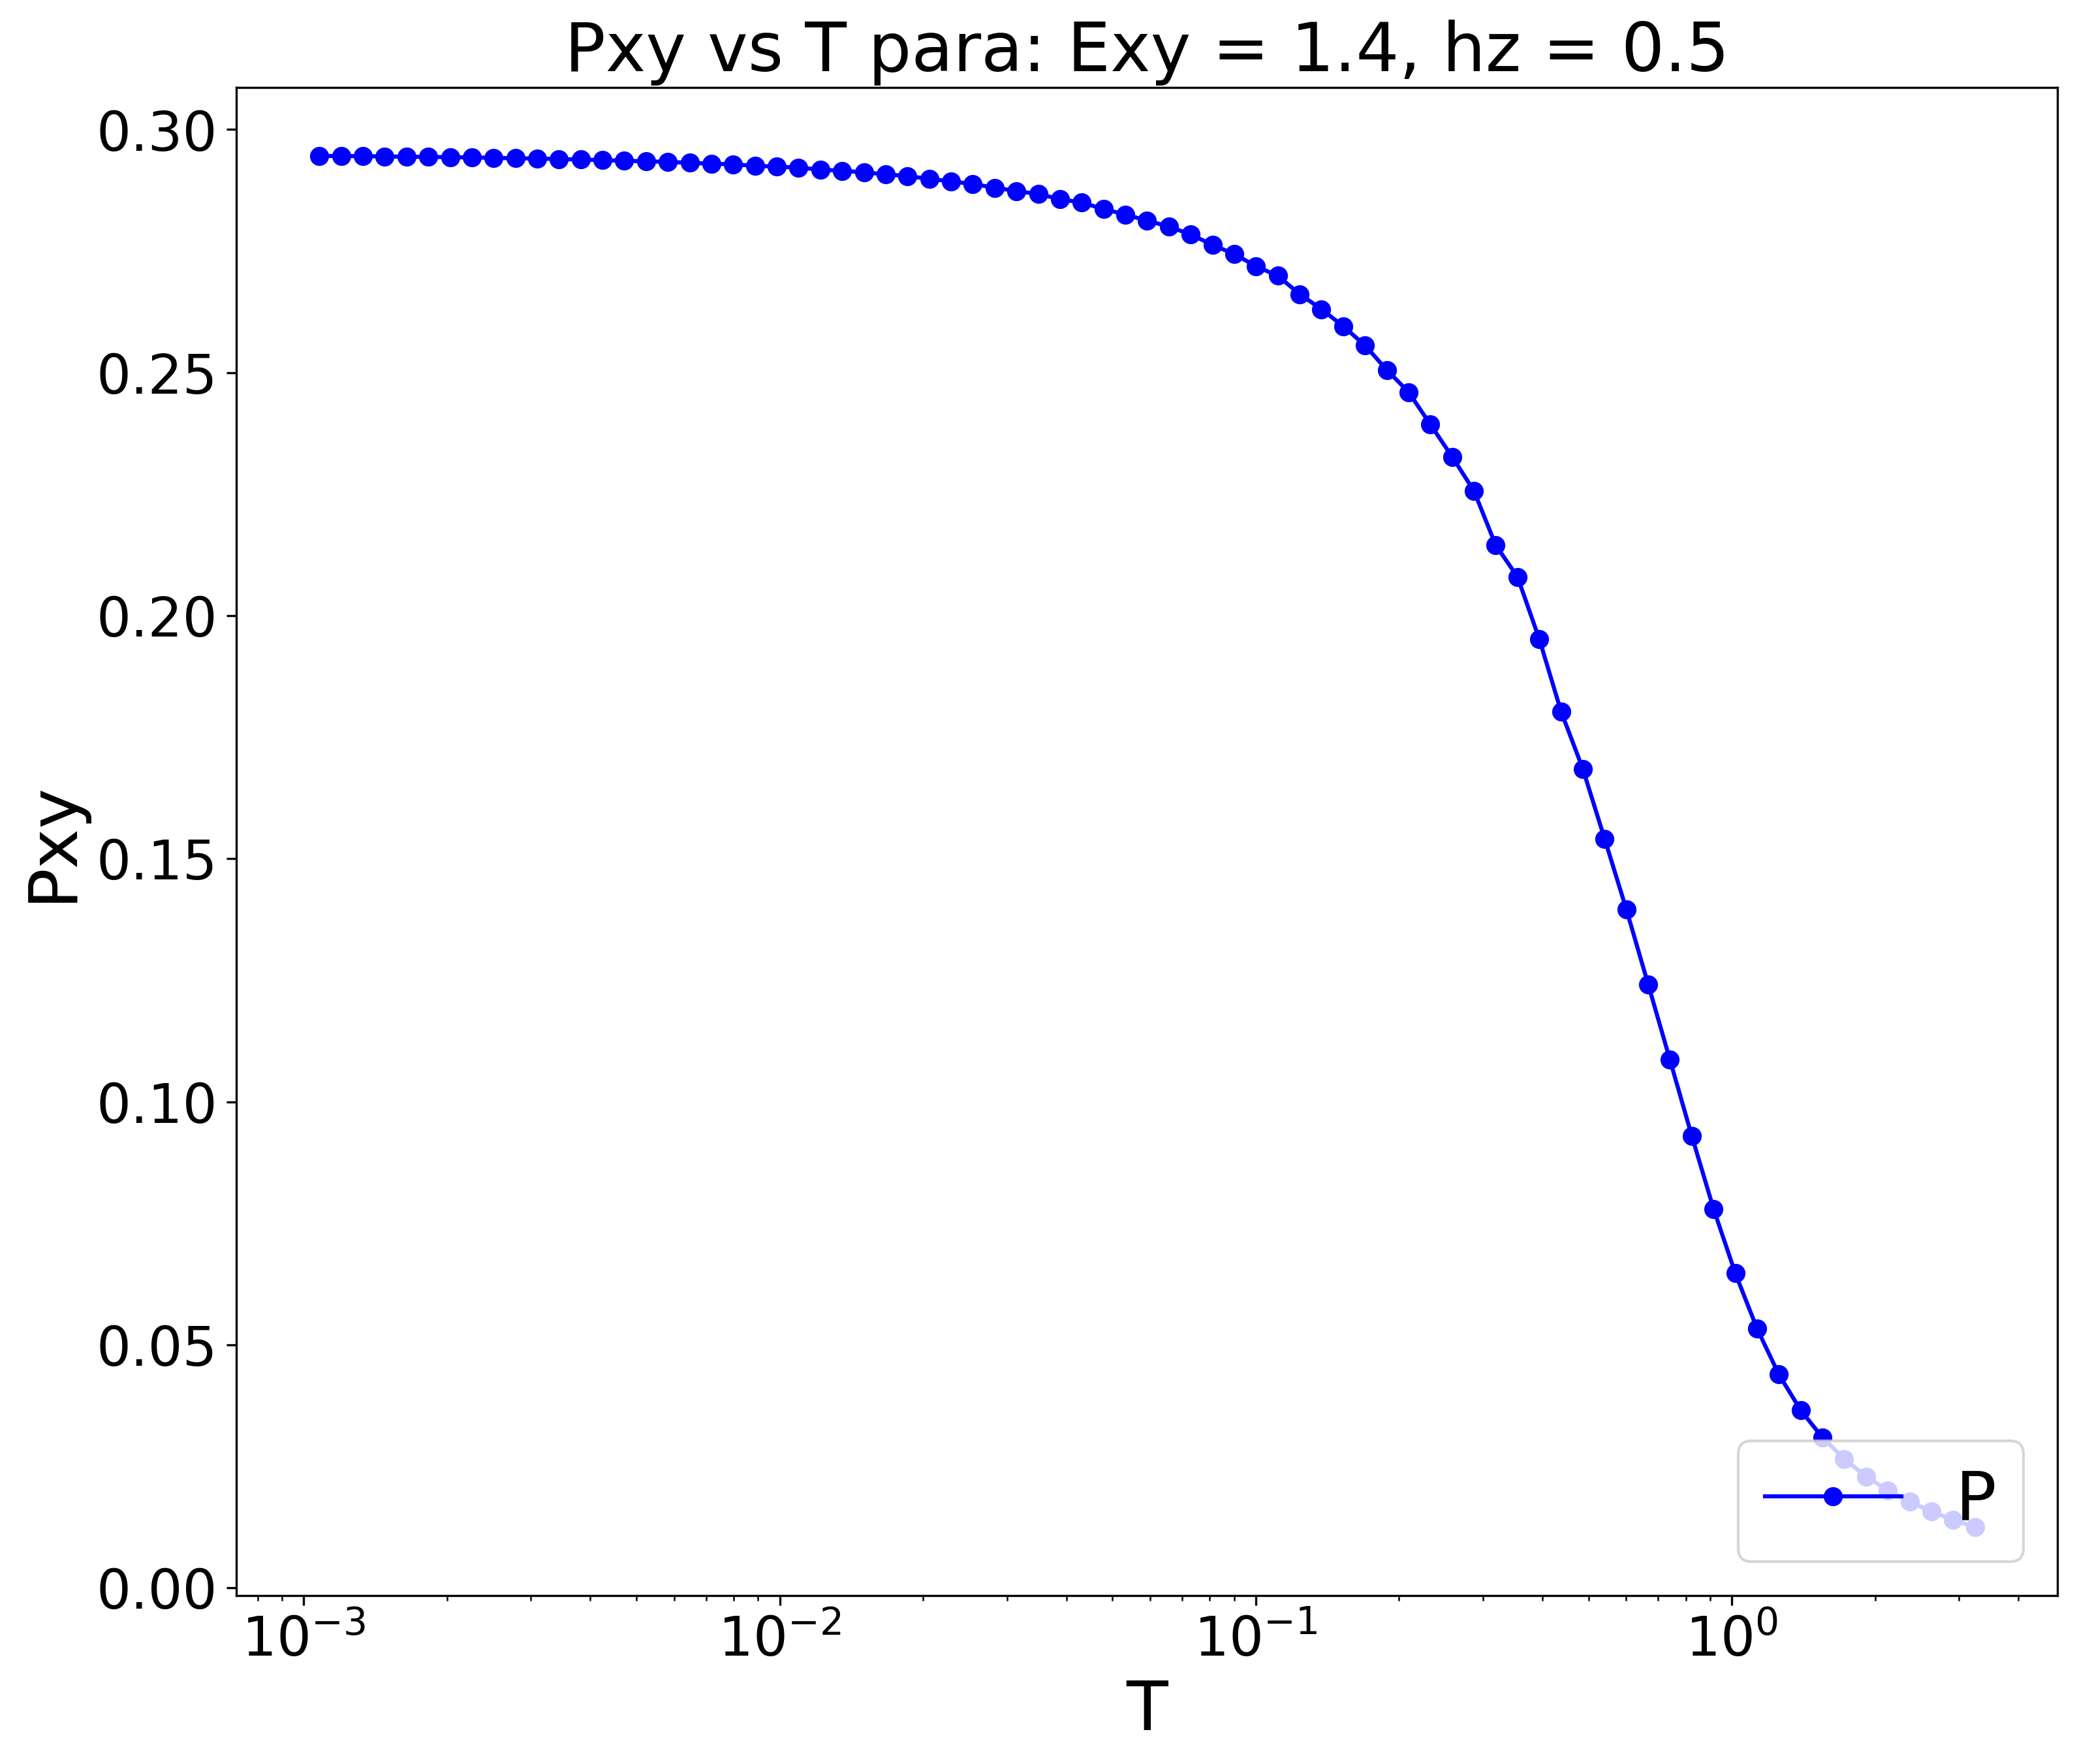 Pxy vs T para: Exy = 1.4, hz = 0.5
0.30
0.25
0.20
0.15
0.10
0.05
0.00
Pxy
P
10⁻³ 10⁻² 10⁻¹ 10⁰
T